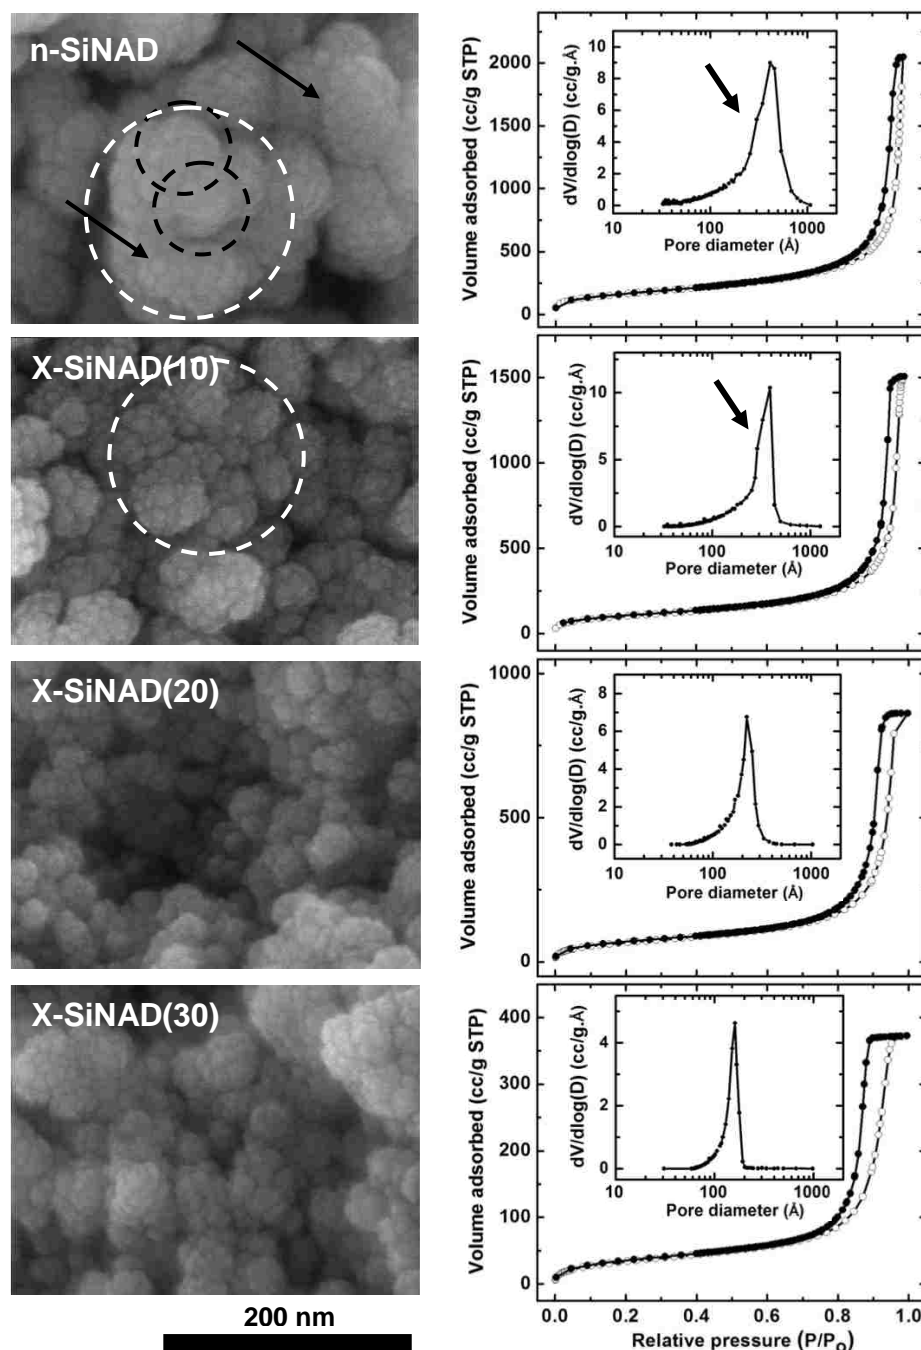 n-SiNAD
Volume adsorbed (cc/g STP)
2000
1500
1000
500
0
dV/dlog(D) (cc/g.Å)
10
8
6
4
2
0
10 100 1000
Pore diameter (Å)
X-SiNAD(10)
Volume adsorbed (cc/g STP)
1500
1000
500
0
dV/dlog(D) (cc/g.Å)
10
5
0
10 100 1000
Pore diameter (Å)
X-SiNAD(20)
Volume adsorbed (cc/g STP)
1000
500
0
dV/dlog(D) (cc/g.Å)
8
6
4
2
0
10 100 1000
Pore diameter (Å)
X-SiNAD(30)
Volume adsorbed (cc/g STP)
400
300
200
100
50
0
dV/dlog(D) (cc/g.Å)
4
2
0
10 100 1000
Pore diameter (Å)
0.0 0.2 0.4 0.6 0.8 1.0
Relative pressure (P/P₀)
200 nm